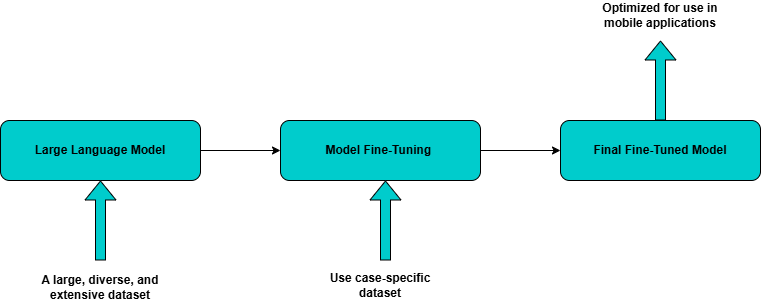 Optimized for use in
mobile applications
Large Language Model
Model Fine-Tuning
Final Fine-Tuned Model
A large, diverse, and
extensive dataset
Use case-specific
dataset